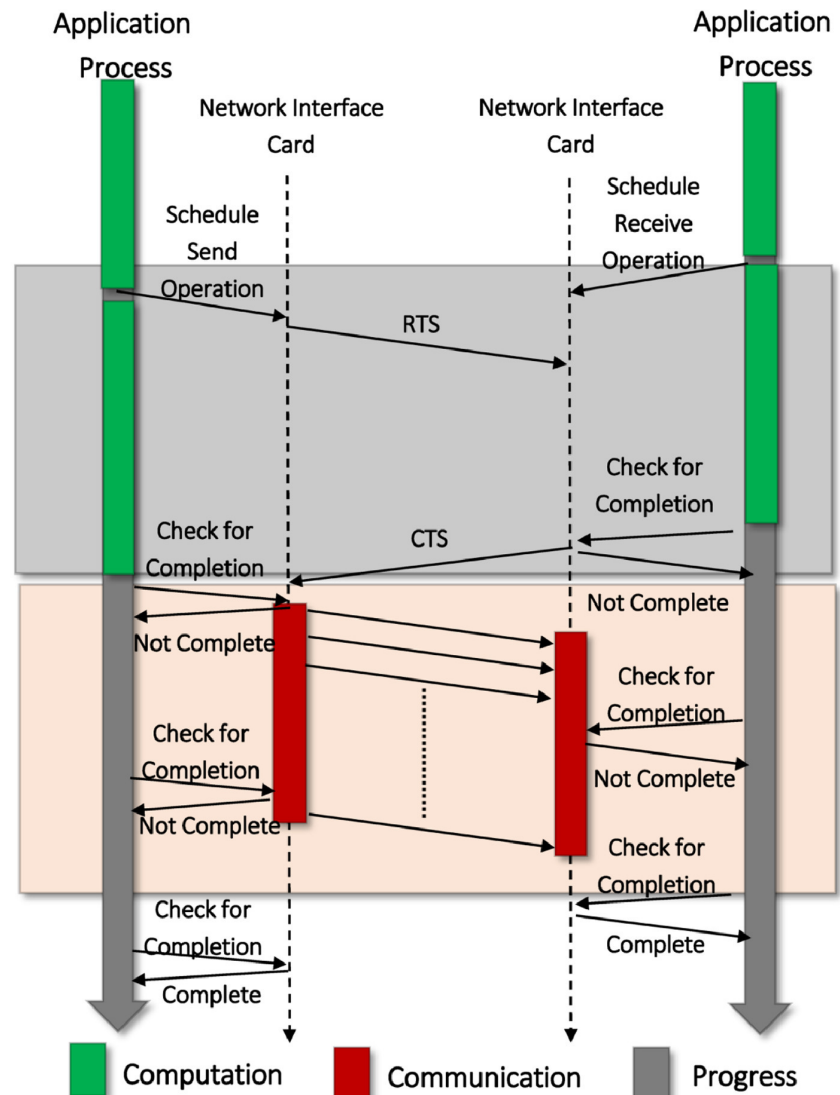 Application
Process
Application
Process
Network Interface
Card
Network Interface
Card
Schedule
Send
Operation
Schedule
Receive
Operation
RTS
Check for
Completion
CTS
Check for
Completion
Not Complete
Not Complete
Check for
Completion
Check for
Completion
Not Complete
Not Complete
Check for
Completion
Check for
Completion
Complete
Complete
Computation
Communication
Progress